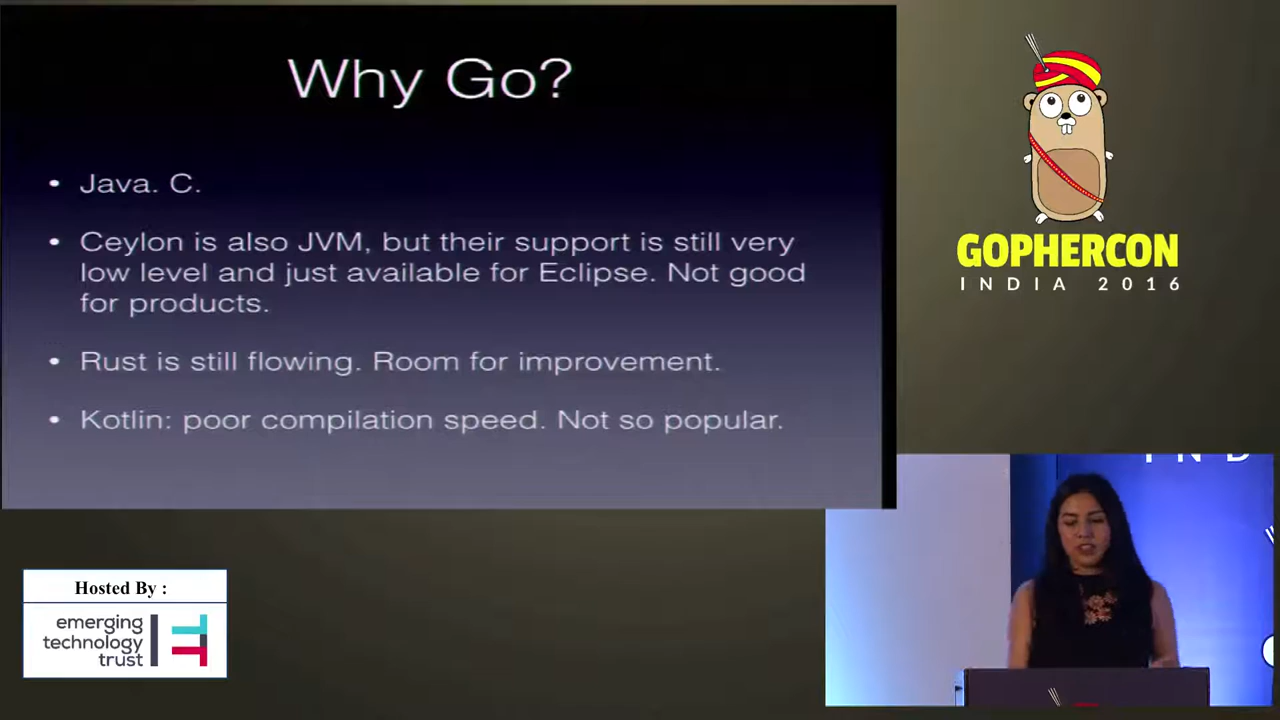 Why Go?
• Java. C.
• Ceylon is also JVM, but their support is still very
low level and just available for Eclipse. Not good
for products.
• Rust is still flowing. Room for improvement.
• Kotlin: poor compilation speed. Not so popular.
GOPHERCON
INDIA 2016
I N D
Hosted By :
emerging
technology
trust